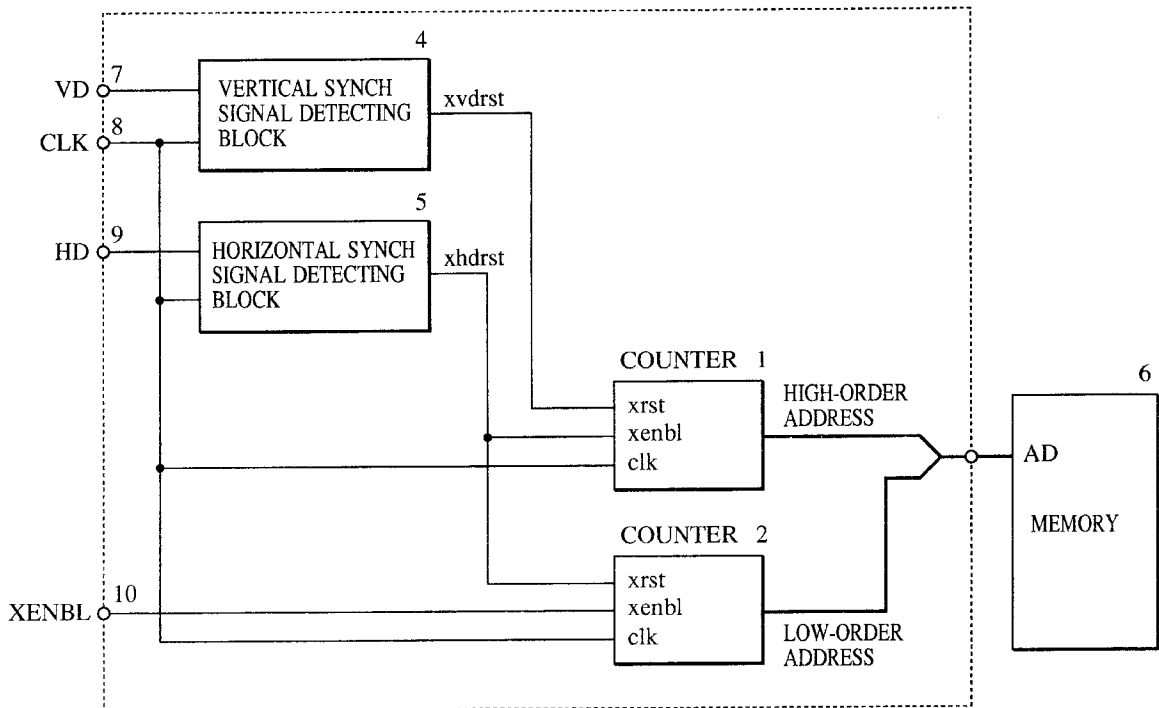 4
7
VD
VERTICAL SYNCH
SIGNAL DETECTING
BLOCK
xvdrst
8
CLK
5
9
HD
HORIZONTAL SYNCH
SIGNAL DETECTING
BLOCK
xhdrst
COUNTER 1
xrst
xenbl
clk
HIGH-ORDER
ADDRESS
6
AD
MEMORY
COUNTER 2
xrst
xenbl
clk
10
XENBL
LOW-ORDER
ADDRESS